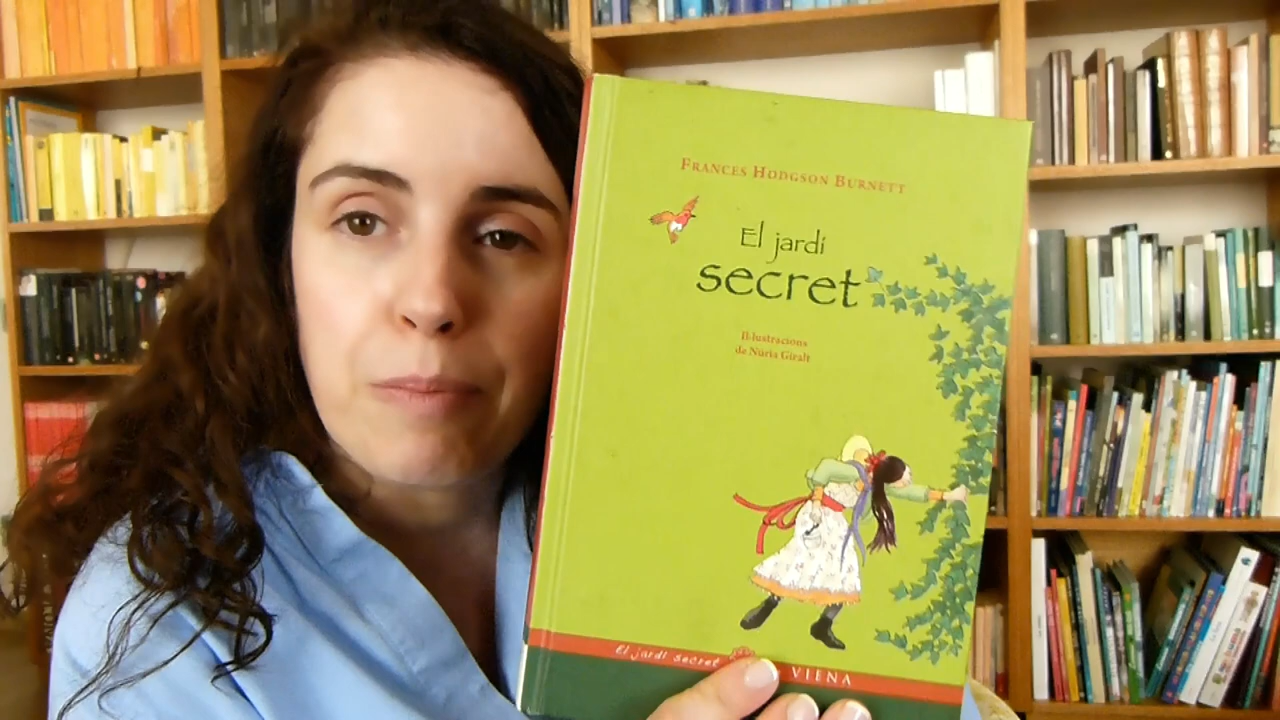 FRANCES HODGSON BURNETT
El jardí
secret
Il·lustracions
de Núria Giralt
El jardí secret
VIENA